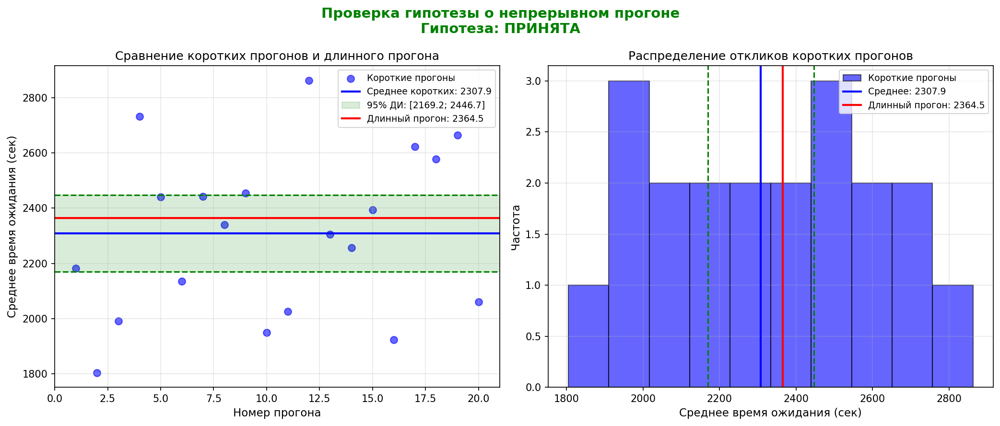 Проверка гипотезы о непрерывном прогоне
Гипотеза: ПРИНЯТА
Сравнение коротких прогонов и длинного прогона
Короткие прогоны
Среднее коротких: 2307.9
95% ДИ: [2169.2; 2446.7]
Длинный прогон: 2364.5
Среднее время ожидания (сек)
2800
2600
2400
2200
2000
1800
0.0 2.5 5.0 7.5 10.0 12.5 15.0 17.5 20.0
Номер прогона
Распределение откликов коротких прогонов
Короткие прогоны
Среднее: 2307.9
Длинный прогон: 2364.5
Частота
3.0
2.5
2.0
1.5
1.0
0.5
0.0
1800 2000 2200 2400 2600 2800
Среднее время ожидания (сек)